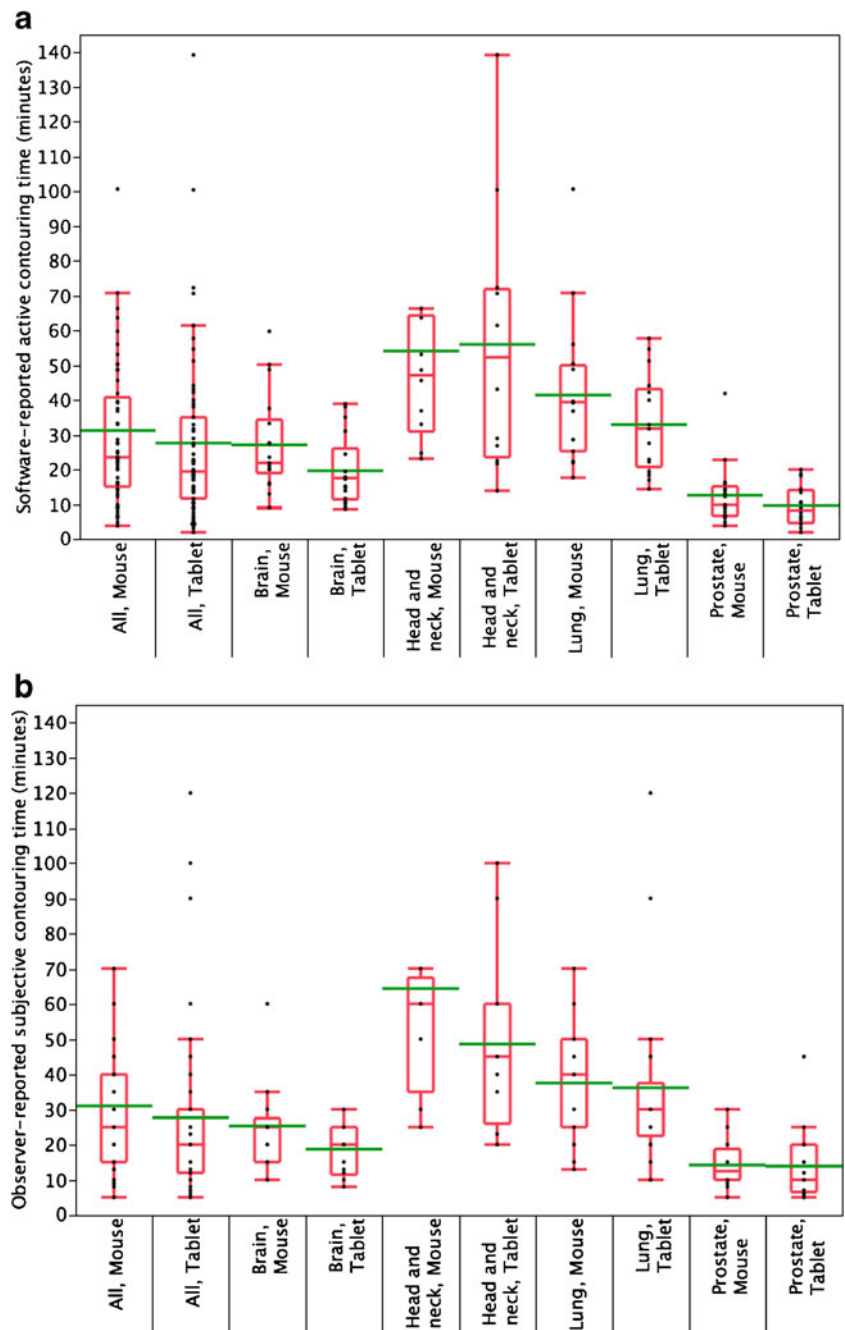 a
Software-reported active contouring time (minutes)
140
130
120
110
100
90
80
70
60
50
40
30
20
10
0
All, Mouse
All, Tablet
Brain,
Mouse
Brain,
Tablet
Head and
neck, Mouse
Head and
neck, Tablet
Lung, Mouse
Lung,
Tablet
Prostate,
Mouse
Prostate,
Tablet
b
Observer-reported subjective contouring time (minutes)
140
130
120
110
100
90
80
70
60
50
40
30
20
10
0
All, Mouse
All, Tablet
Brain,
Mouse
Brain,
Tablet
Head and
neck, Mouse
Head and
neck, Tablet
Lung, Mouse
Lung,
Tablet
Prostate,
Mouse
Prostate,
Tablet